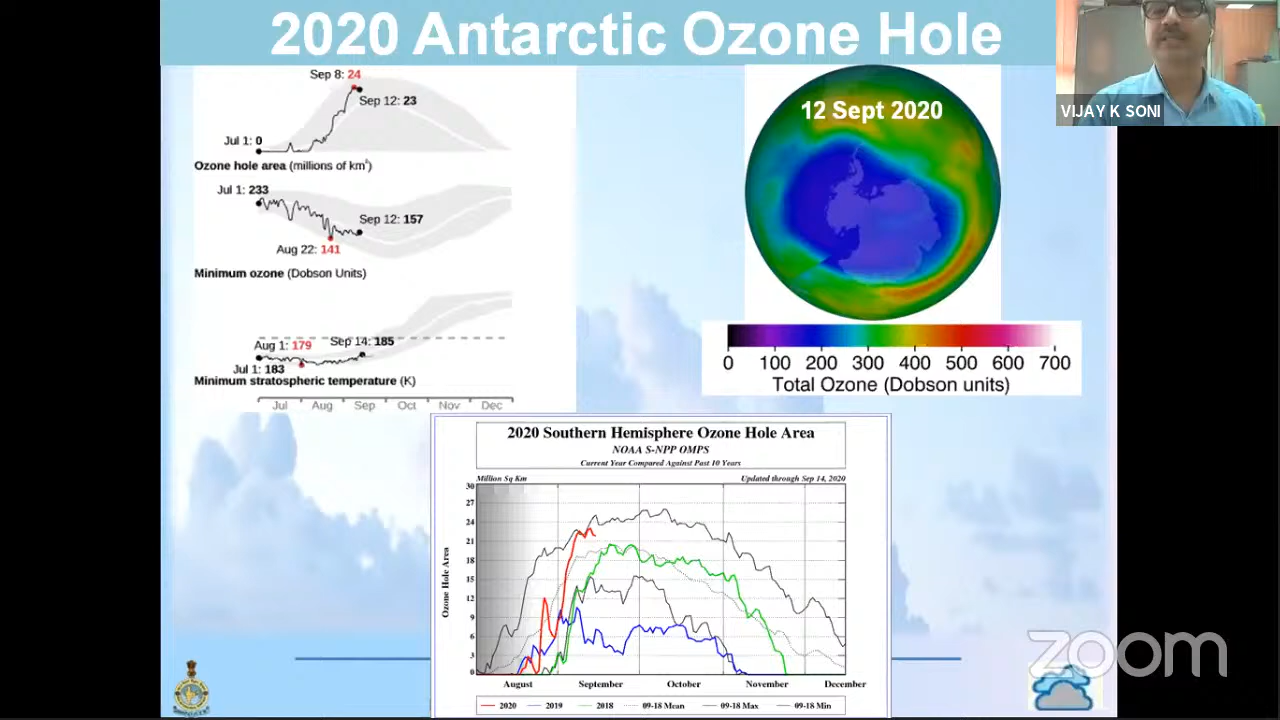 2020 Antarctic Ozone Hole
VIJAY K SONI
Sep 8: 24
Sep 12: 23
Jul 1: 0
Ozone hole area (millions of km²)
Jul 1: 233
Sep 12: 157
Aug 22: 141
Minimum ozone (Dobson Units)
Aug 1: 179
Sep 14: 185
Jul 1: 183
Minimum stratospheric temperature (K)
Jul Aug Sep Oct Nov Dec
12 Sept 2020
0 100 200 300 400 500 600 700
Total Ozone (Dobson units)
2020 Southern Hemisphere Ozone Hole Area
NOAA S-NPP OMPS
Current Year Compared Against Past 10 Years
Million Sq Km
Updated through Sep 14, 2020
30
27
24
21
18
15
12
9
6
3
0
Ozone Hole Area
August September October November December
2020 2019 2018 09-18 Mean 09-18 Max 09-18 Min
zoom